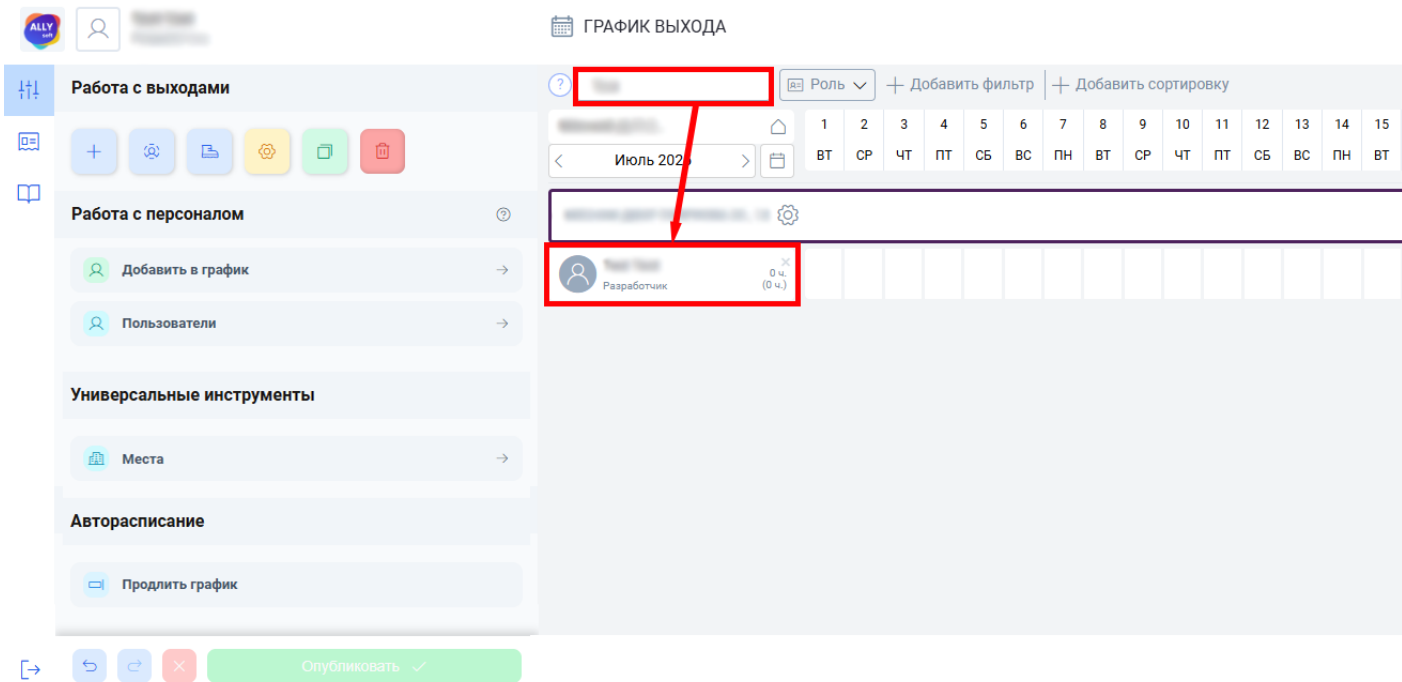 ALLY
soft
ГРАФИК ВЫХОДА
Работа с выходами
Работа с персоналом
Добавить в график
Пользователи
Универсальные инструменты
Места
Авторасписание
Продлить график
Опубликовать
Роль
Добавить фильтр
Добавить сортировку
1 2 3 4 5 6 7 8 9 10 11 12 13 14 15
Июль
ВТ СР ЧТ ПТ СБ ВС ПН ВТ СР ЧТ ПТ СБ ВС ПН ВТ
0 ч.
Разработчик
(0 ч.)